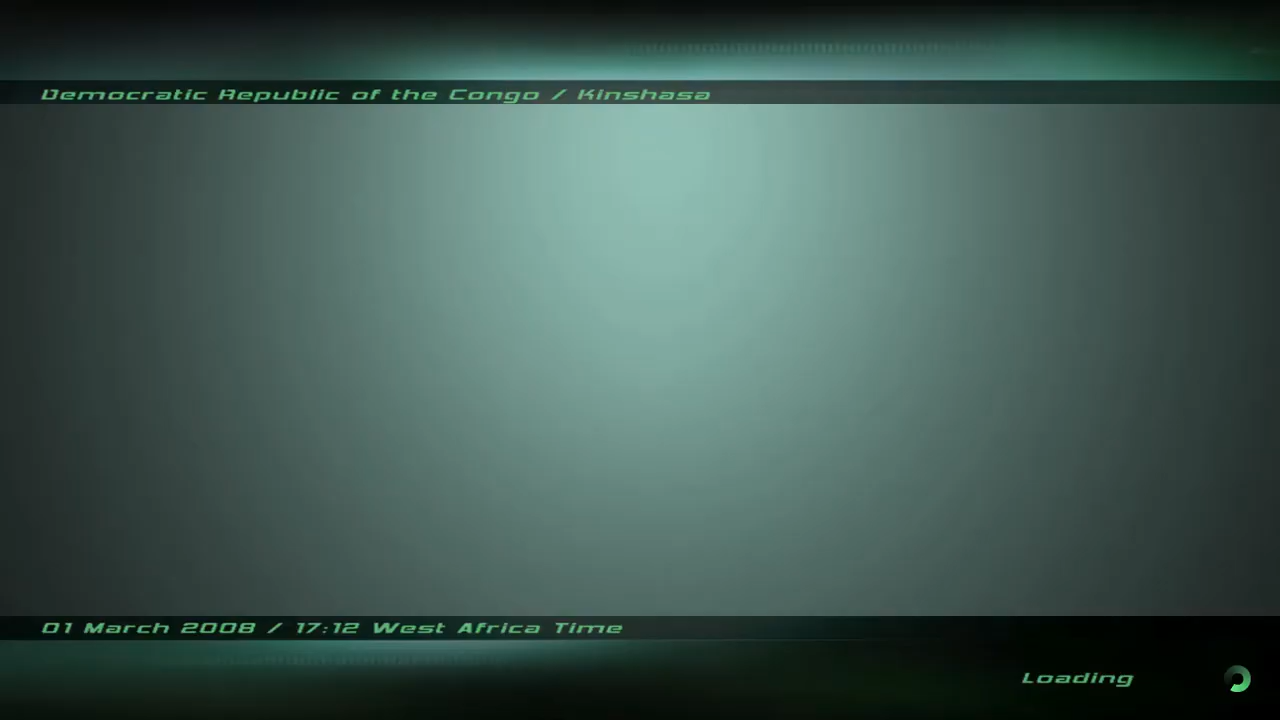 Democratic Republic of the Congo / Kinshasa
01 March 2008 / 17:12 West Africa Time
Loading